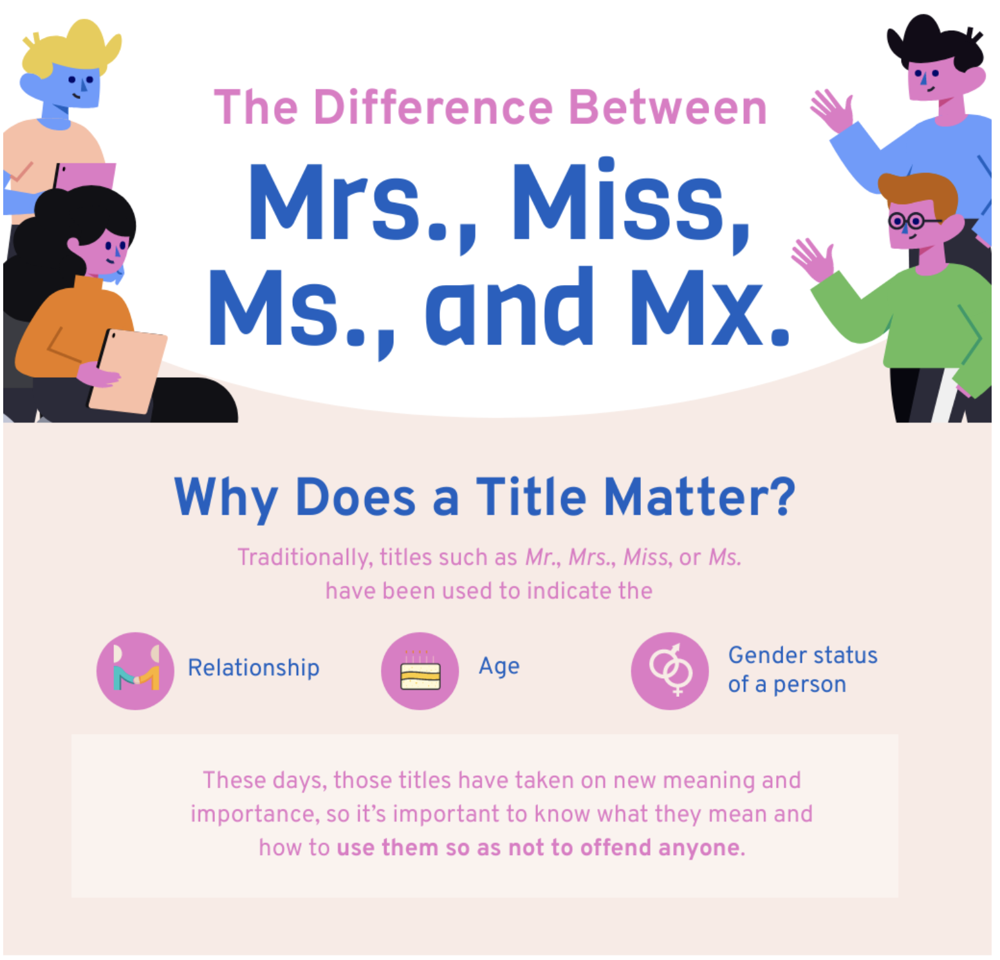 The Difference Between
Mrs., Miss,
Ms., and Mx.
Why Does a Title Matter?
Traditionally, titles such as Mr., Mrs., Miss, or Ms.
have been used to indicate the
Relationship
Age
Gender status
of a person
These days, those titles have taken on new meaning and
importance, so it’s important to know what they mean and
how to use them so as not to offend anyone.